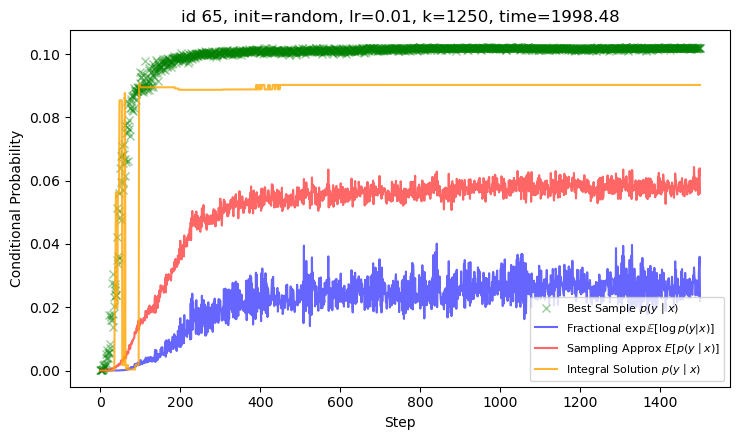 id 65, init=random, lr=0.01, k=1250, time=1998.48
Conditional Probability
0.10
0.08
0.06
0.04
0.02
0.00
0
200
400
600
800
1000
1200
1400
Step
Best Sample p(y | x)
Fractional exp𝔼[log p(y|x)]
Sampling Approx E[p(y | x)]
Integral Solution p(y | x)